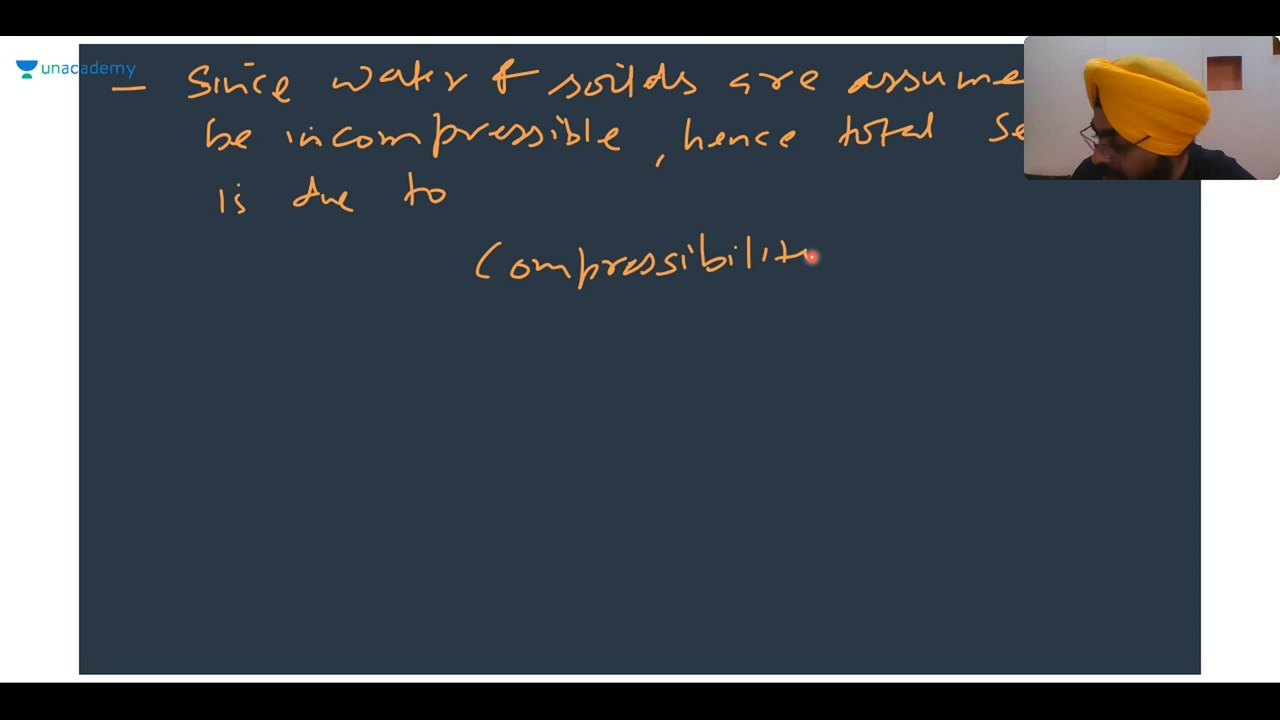 unacademy
– Since water & soilds are assume
be incompressible, hence total Se
is due to
Compressibilit